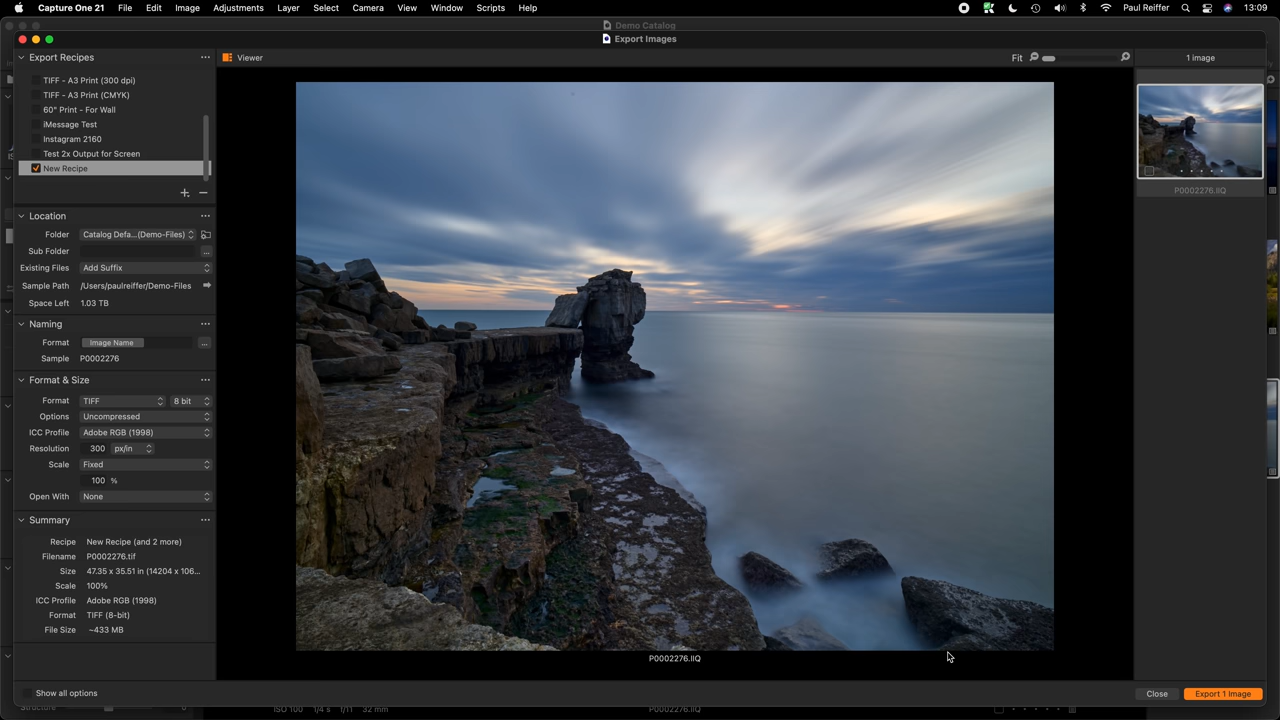 Capture One 21 File Edit Image Adjustments Layer Select Camera View Window Scripts Help Paul Reiffer 13:09
Demo Catalog
Export Images
Export Recipes ...
Viewer
Fit
1 image
TIFF - A3 Print (300 dpi)
TIFF - A3 Print (CMYK)
60" Print - For Wall
iMessage Test
Instagram 2160
Test 2x Output for Screen
New Recipe
P0002276.IIQ
Location ...
Folder Catalog Defa...(Demo-Files)
Sub Folder ...
Existing Files Add Suffix
Sample Path /Users/paulreiffer/Demo-Files
Space Left 1.03 TB
Naming ...
Format Image Name ...
Sample P0002276
Format & Size ...
Format TIFF 8 bit
Options Uncompressed
ICC Profile Adobe RGB (1998)
Resolution 300 px/in
Scale Fixed
100 %
Open With None
Summary ...
Recipe New Recipe (and 2 more)
Filename P0002276.tif
Size 47.35 x 35.51 in (14204 x 106...
Scale 100%
ICC Profile Adobe RGB (1998)
Format TIFF (8-bit)
File Size ~433 MB
P0002276.IIQ
Show all options
Close
Export 1 Image
Structure
ISO 100 1/4 s f/11 32 mm
P0002276.IIQ